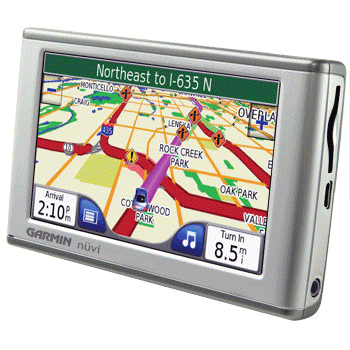 Northeast to I-635 N
MONTICELLO
CRAIG
LENEXA
OVERLA
435
ROCK CREEK
PARK
OAK PARK
COTTONWOOD
PARK
VALLE
Arrival
2:10
Turn In
8.5 mi
GARMIN nüvi